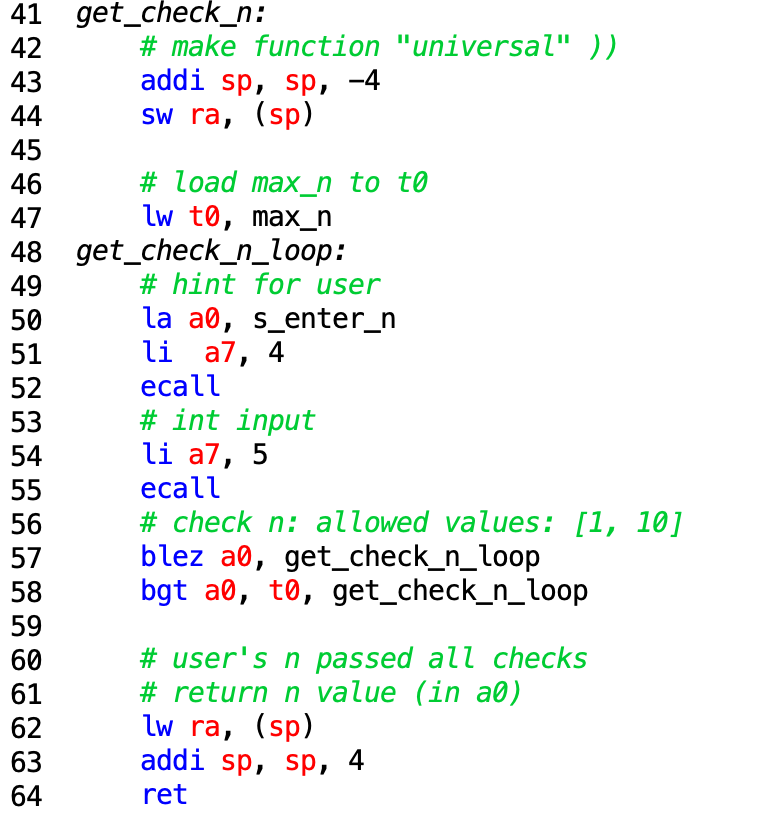 41 get_check_n:
42 # make function "universal" ))
43 addi sp, sp, −4
44 sw ra, (sp)
45
46 # load max_n to t0
47 lw t0, max_n
48 get_check_n_loop:
49 # hint for user
50 la a0, s_enter_n
51 li  a7, 4
52 ecall
53 # int input
54 li a7, 5
55 ecall
56 # check n: allowed values: [1, 10]
57 blez a0, get_check_n_loop
58 bgt a0, t0, get_check_n_loop
59
60 # user's n passed all checks
61 # return n value (in a0)
62 lw ra, (sp)
63 addi sp, sp, 4
64 ret